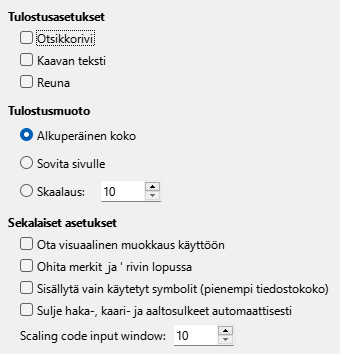 Tulostusasetukset
Otsikkorivi
Kaavan teksti
Reuna
Tulostusmuoto
Alkuperäinen koko
Sovita sivulle
Skaalaus: 10
Sekalaiset asetukset
Ota visuaalinen muokkaus käyttöön
Ohita merkit ja ' rivin lopussa
Sisällytä vain käytetyt symbolit (pienempi tiedostokoko)
Sulje haka-, kaari- ja aaltosulkeet automaattisesti
Scaling code input window: 10